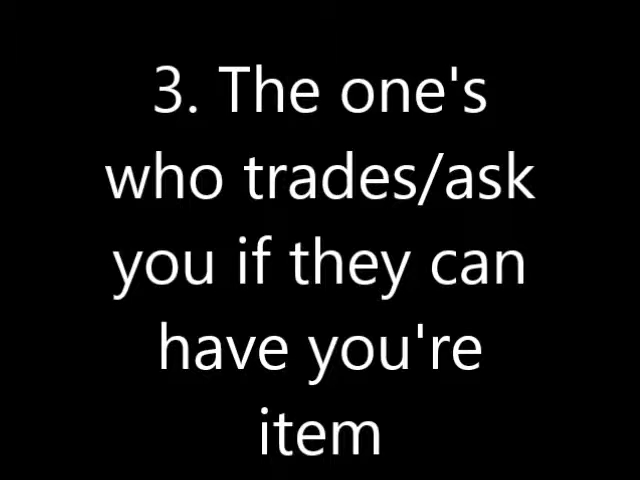 3. The one's
who trades/ask
you if they can
have you're
item